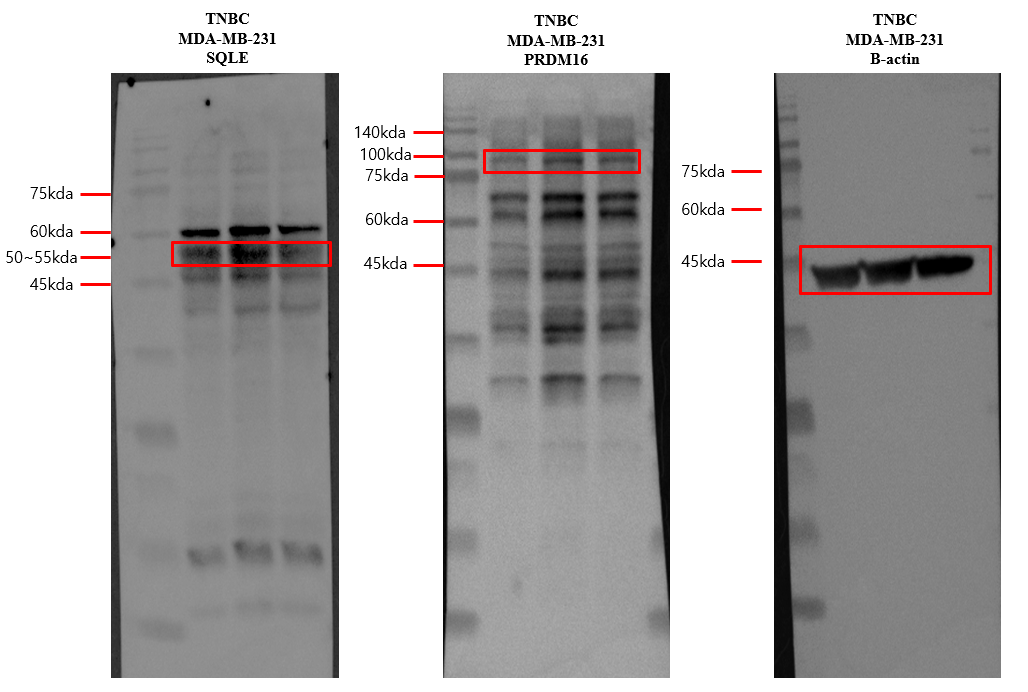 TNBC
MDA-MB-231
SQLE
75kda
60kda
50~55kda
45kda
TNBC
MDA-MB-231
PRDM16
140kda
100kda
75kda
60kda
45kda
TNBC
MDA-MB-231
B-actin
75kda
60kda
45kda